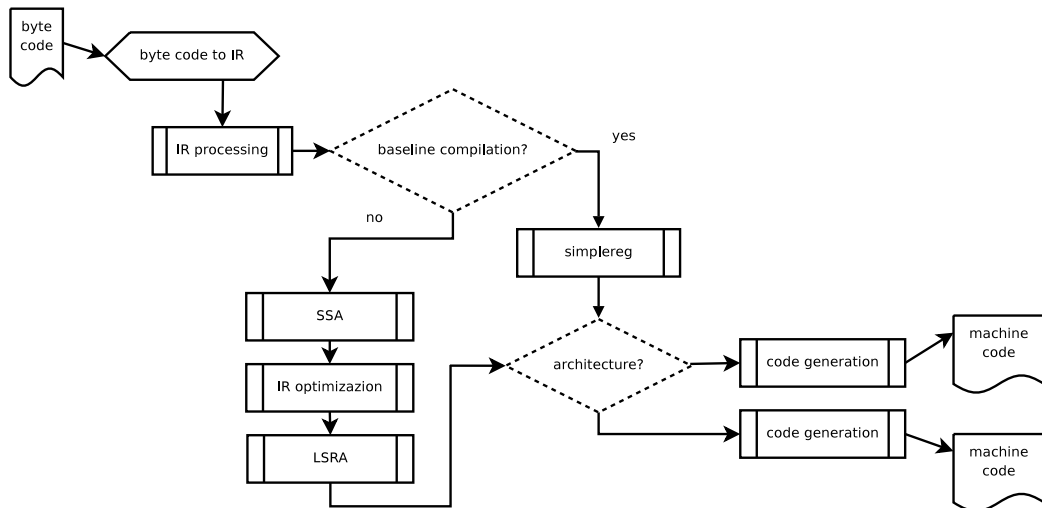 byte
code
byte code to IR
IR processing
baseline compilation?
yes
no
simplereg
SSA
IR optimizazion
LSRA
architecture?
code generation
machine
code
code generation
machine
code